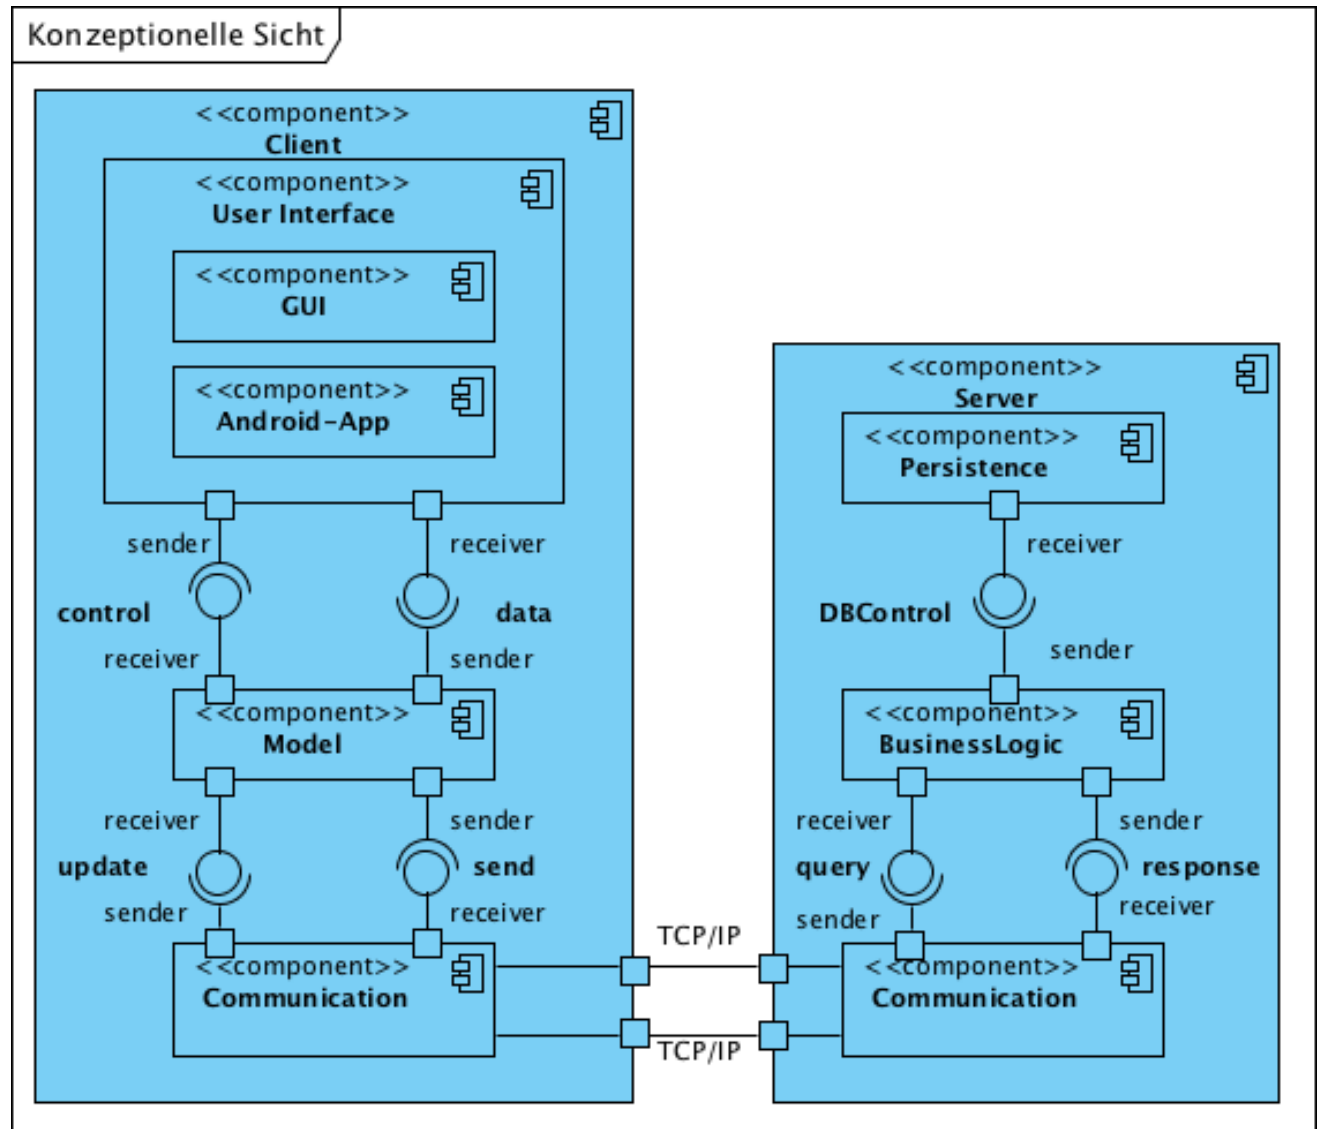 Konzeptionelle Sicht
<<component>>
Client
<<component>>
User Interface
<<component>>
GUI
<<component>>
Android-App
sender
receiver
control
data
receiver
sender
<<component>>
Model
receiver
sender
update
send
sender
receiver
<<component>>
Communication
TCP/IP
TCP/IP
<<component>>
Server
<<component>>
Persistence
receiver
DBControl
sender
<<component>>
BusinessLogic
receiver
sender
query
response
sender
receiver
<<component>>
Communication